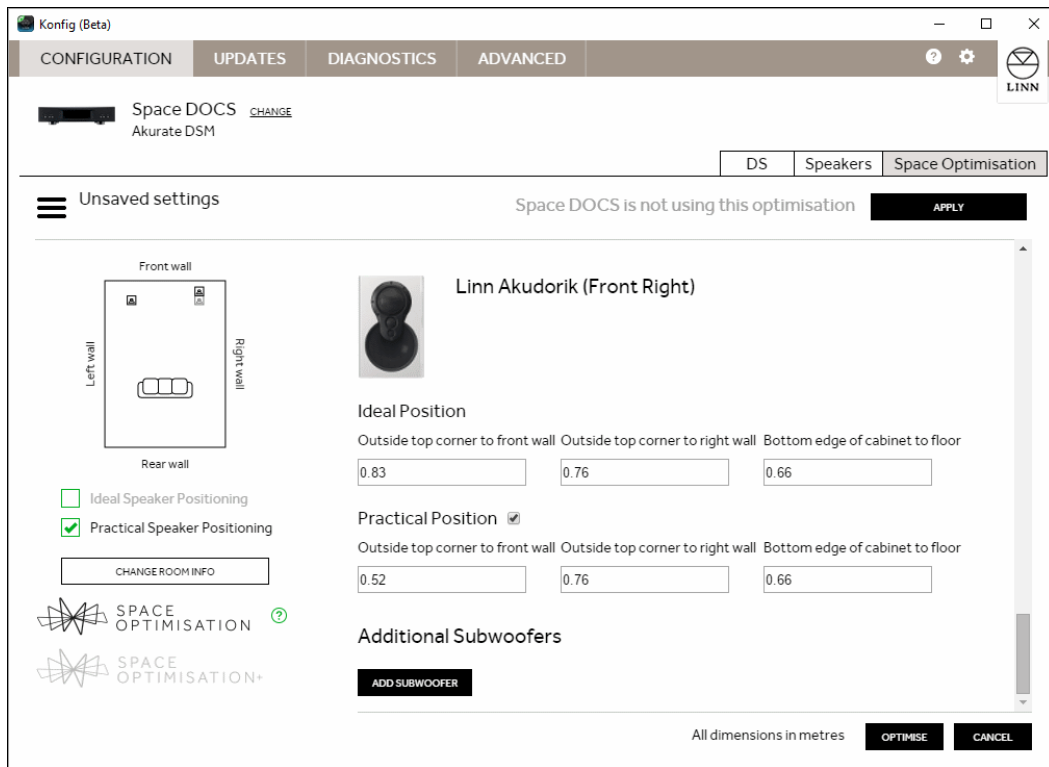 Konfig (Beta)
CONFIGURATION UPDATES DIAGNOSTICS ADVANCED ?
LINN
Space DOCS CHANGE
Akurate DSM
DS Speakers Space Optimisation
Unsaved settings Space DOCS is not using this optimisation APPLY
Front wall
Left wall
Right wall
Rear wall
Ideal Speaker Positioning
Practical Speaker Positioning
CHANGE ROOM INFO
SPACE
OPTIMISATION ?
SPACE
OPTIMISATION+
Linn Akudorik (Front Right)
Ideal Position
Outside top corner to front wall Outside top corner to right wall Bottom edge of cabinet to floor
0.83 0.76 0.66
Practical Position
Outside top corner to front wall Outside top corner to right wall Bottom edge of cabinet to floor
0.52 0.76 0.66
Additional Subwoofers
ADD SUBWOOFER
All dimensions in metres OPTIMISE CANCEL